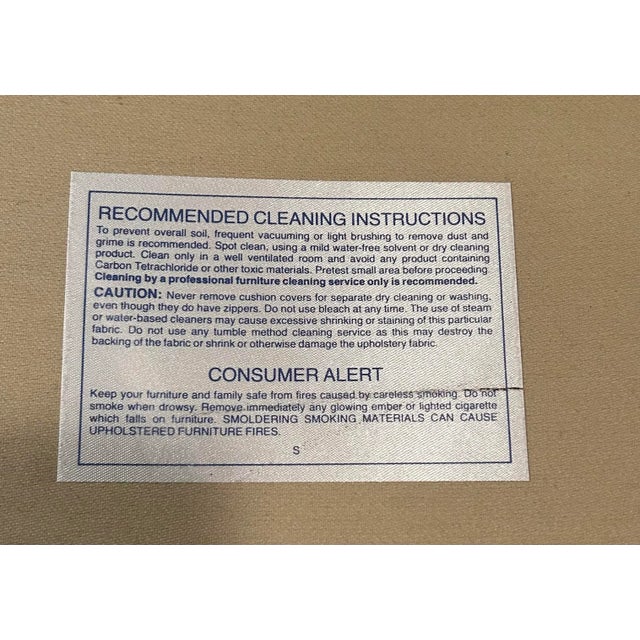 RECOMMENDED CLEANING INSTRUCTIONS
To prevent overall soil, frequent vacuuming or light brushing to remove dust and
grime is recommended. Spot clean, using a mild water-free solvent or dry cleaning
product. Clean only in a well ventilated room and avoid any product containing
Carbon Tetrachloride or other toxic materials. Pretest small area before proceeding.
Cleaning by a professional furniture cleaning service only is recommended.
CAUTION: Never remove cushion covers for separate dry cleaning or washing,
even though they do have zippers. Do not use bleach at any time. The use of steam
or water-based cleaners may cause excessive shrinking or staining of this particular
fabric. Do not use any tumble method cleaning service as this may destroy the
backing of the fabric or shrink or otherwise damage the upholstery fabric.
CONSUMER ALERT
Keep your furniture and family safe from fires caused by careless smoking. Do not
smoke when drowsy. Remove immediately any glowing ember or lighted cigarette
which falls on furniture. SMOLDERING SMOKING MATERIALS CAN CAUSE
UPHOLSTERED FURNITURE FIRES.
S